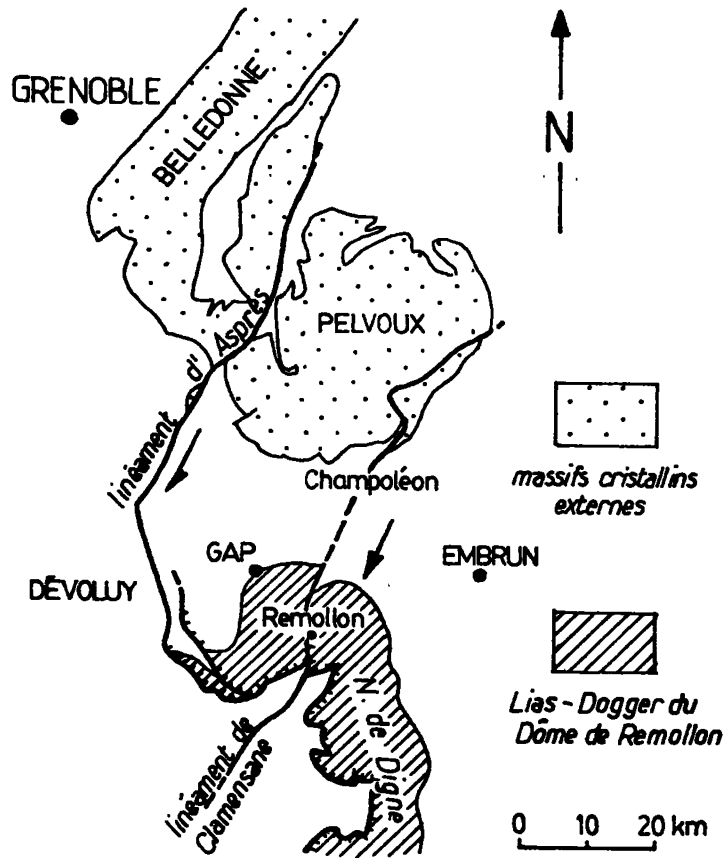 GRENOBLE
BELLEDONNE
N
PELVOUX
linéament d' Aspres
Champoléon
massifs cristallins
externes
GAP
EMBRUN
DÉVOLUY
Remollon
N. de Digne
Lias-Dogger du
Dôme de Remollon
linéament de
Clamensane
0 10 20 km